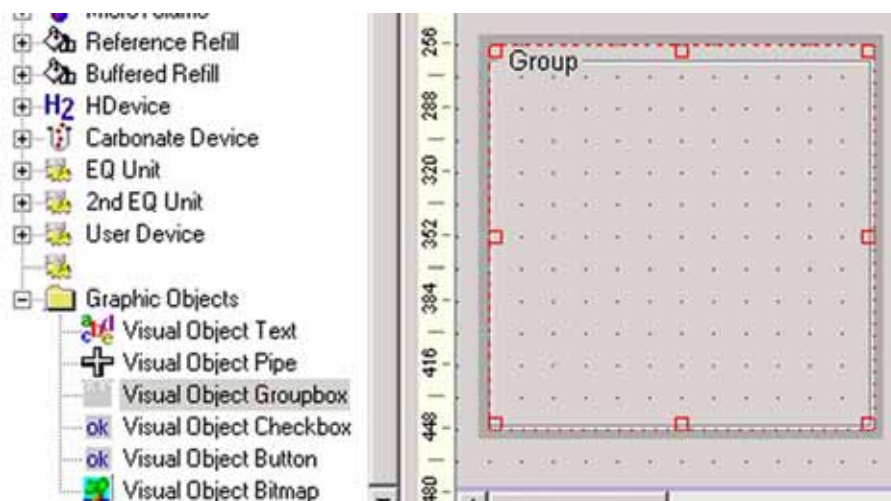 Reference Refill
Buffered Refill
H2 HDevice
Carbonate Device
EQ Unit
2nd EQ Unit
User Device
Graphic Objects
Visual Object Text
Visual Object Pipe
Visual Object Groupbox
ok Visual Object Checkbox
ok Visual Object Button
Visual Object Bitmap
256
288
320
352
384
416
448
480
Group